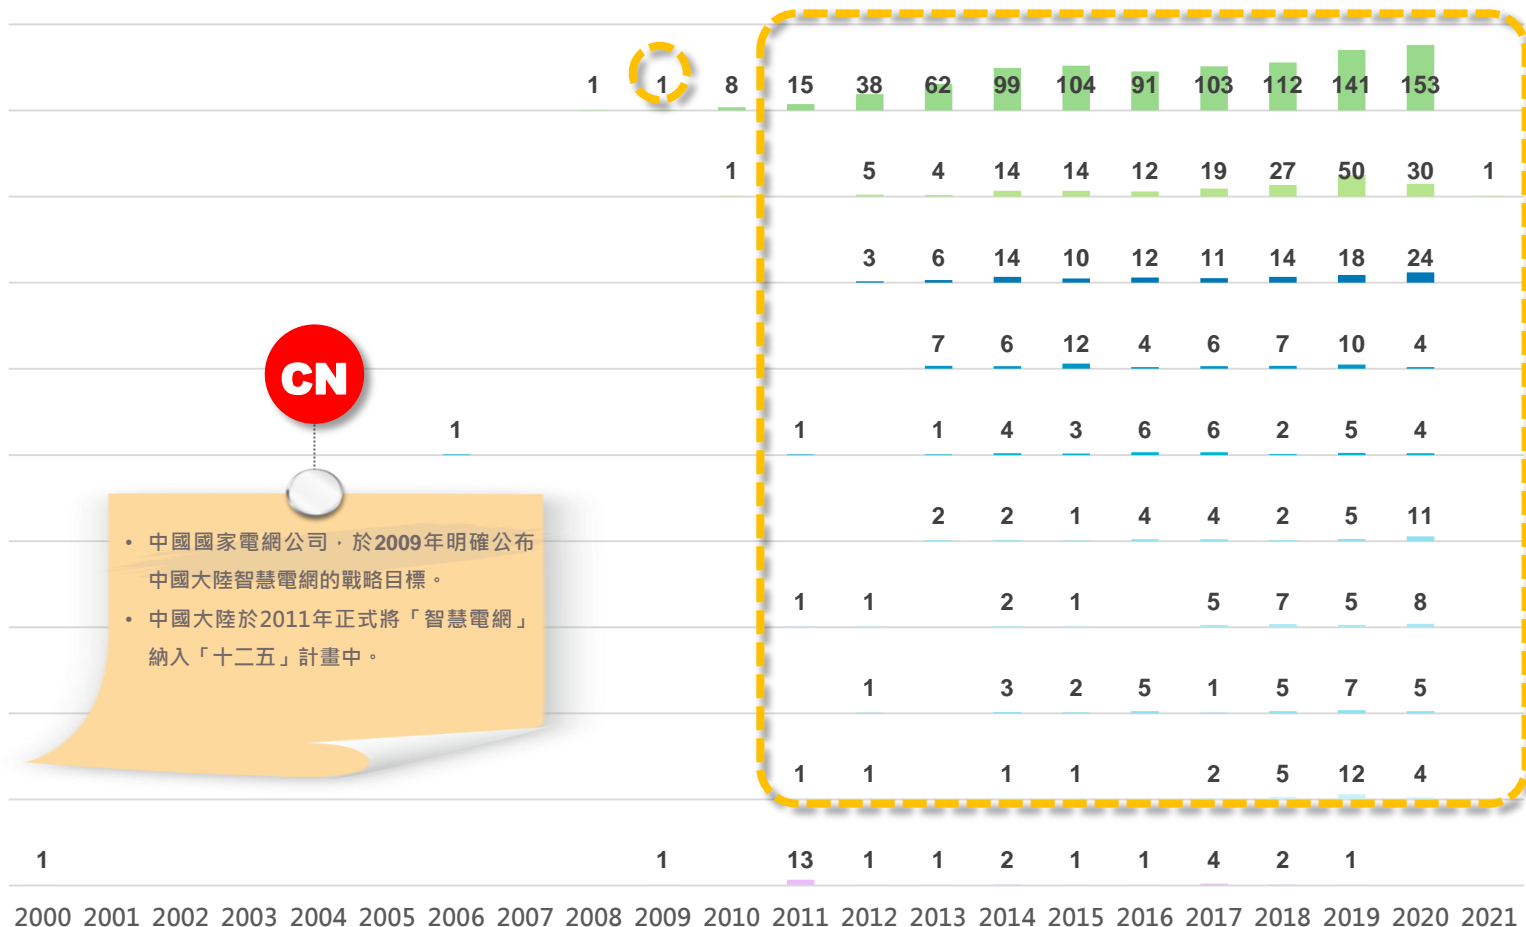 1 1 8 15 38 62 99 104 91 103 112 141 153
1 5 4 14 14 12 19 27 50 30 1
3 6 14 10 12 11 14 18 24
7 6 12 4 6 7 10 4
CN
1 1 1 4 3 6 6 2 5 4
2 2 1 4 4 2 5 11
• 中國國家電網公司，於2009年明確公布
中國大陸智慧電網的戰略目標。
• 中國大陸於2011年正式將「智慧電網」
納入「十二五」計畫中。
1 1 2 1 5 7 5 8
1 3 2 5 1 5 7 5
1 1 1 1 2 5 12 4
1 1 13 1 1 2 1 1 4 2 1
2000 2001 2002 2003 2004 2005 2006 2007 2008 2009 2010 2011 2012 2013 2014 2015 2016 2017 2018 2019 2020 2021